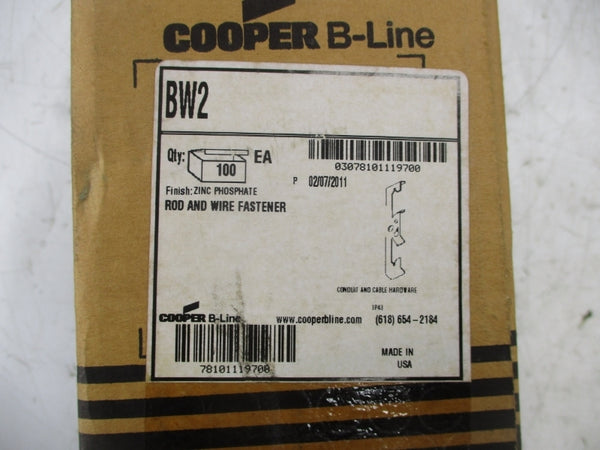 COOPER B-Line
BW2
Qty: 100 EA
03078101119700
P 02/07/2011
Finish: ZINC PHOSPHATE
ROD AND WIRE FASTENER
CONDUIT AND CABLE HARDWARE
COOPER B-Line www.cooperbline.com (618) 654-2184
78101119700
MADE IN
USA